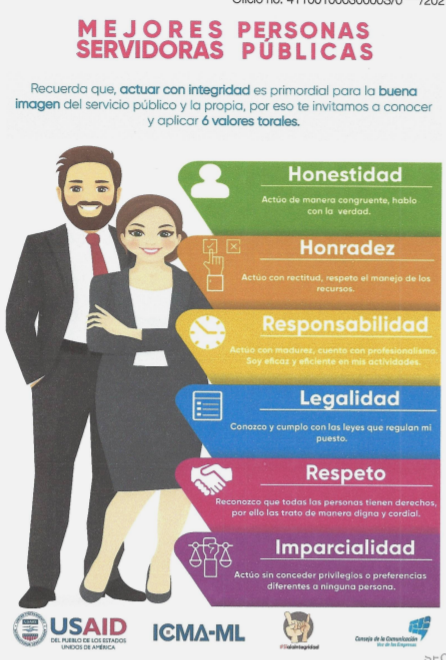 MEJORES PERSONAS
SERVIDORAS PÚBLICAS
Recuerda que, actuar con integridad es primordial para la buena
imagen del servicio público y la propia, por eso te invitamos a conocer
y aplicar 6 valores torales.
Honestidad
Actúo de manera congruente, hablo
con la verdad.
Honradez
Actúo con rectitud, respeto el manejo de los
recursos.
Responsabilidad
Actúo con madurez, cuento con profesionalismo.
Soy eficaz y eficiente en mis actividades.
Legalidad
Conozco y cumplo con las leyes que regulan mi
puesto.
Respeto
Reconozco que todas las personas tienen derechos,
por ello las trato de manera digna y cordial.
Imparcialidad
Actúo sin conceder privilegios o preferencias
diferentes a ninguna persona.
USAID
DEL PUEBLO DE LOS ESTADOS
UNIDOS DE AMÉRICA
ICMA-ML
Consejo de la Comunicación
Voz de las Empresas